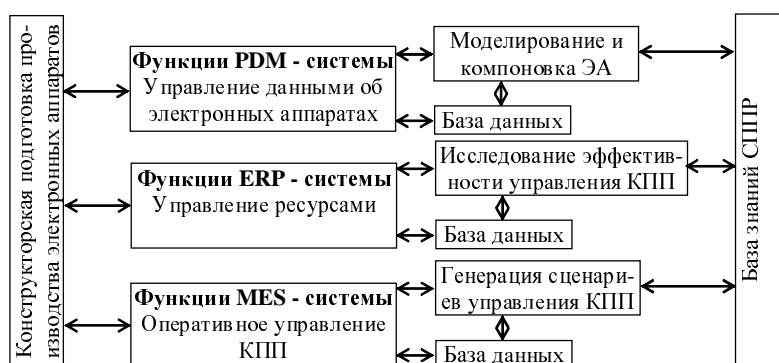 Конструкторская подготовка про-
изводства электронных аппаратов
Функции PDM - системы
Управление данными об
электронных аппаратах
Моделирование и
компоновка ЭА
База данных
Функции ERP - системы
Управление ресурсами
Исследование эффектив-
ности управления КПП
База данных
Функции MES - системы
Оперативное управление
КПП
Генерация сценари-
ев управления КПП
База данных
База знаний СППР